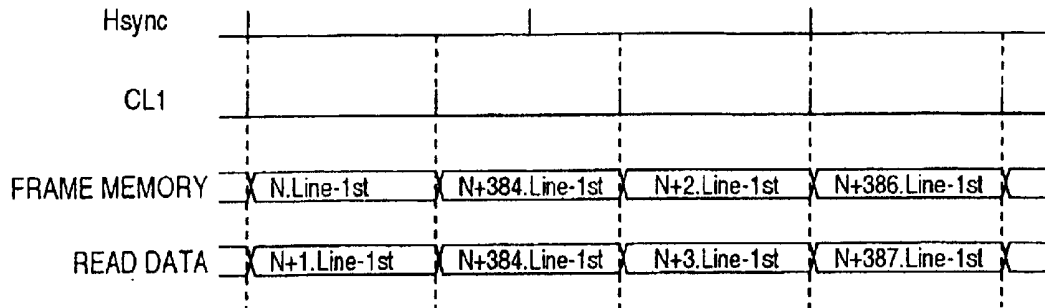 Hsync
CL1
FRAME MEMORY N.Line-1st N+384.Line-1st N+2.Line-1st N+386.Line-1st
READ DATA N+1.Line-1st N+384.Line-1st N+3.Line-1st N+387.Line-1st